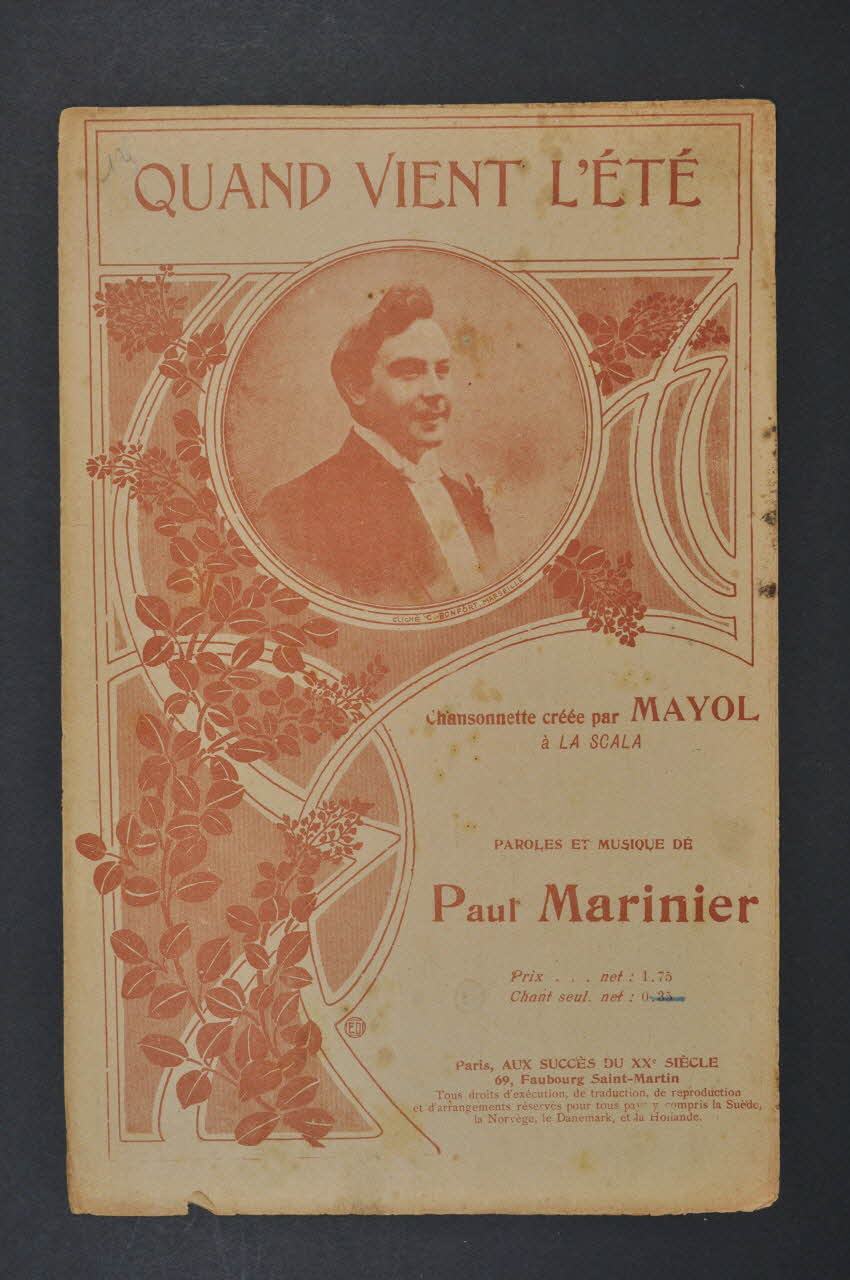 QUAND VIENT L'ÉTÉ
CLICHÉ C. BONFORT, MARSEILLE
Chansonnette créée par MAYOL
à LA SCALA
PAROLES ET MUSIQUE DE
Paul Marinier
Prix . . . net : 1.75
Chant seul. net : 0.35
Paris, AUX SUCCÈS DU XXe SIÈCLE
69, Faubourg Saint-Martin
Tous droits d'exécution, de traduction, de reproduction
et d'arrangements réservés pour tous pays y compris la Suède,
la Norvège, le Danemark, et la Hollande.